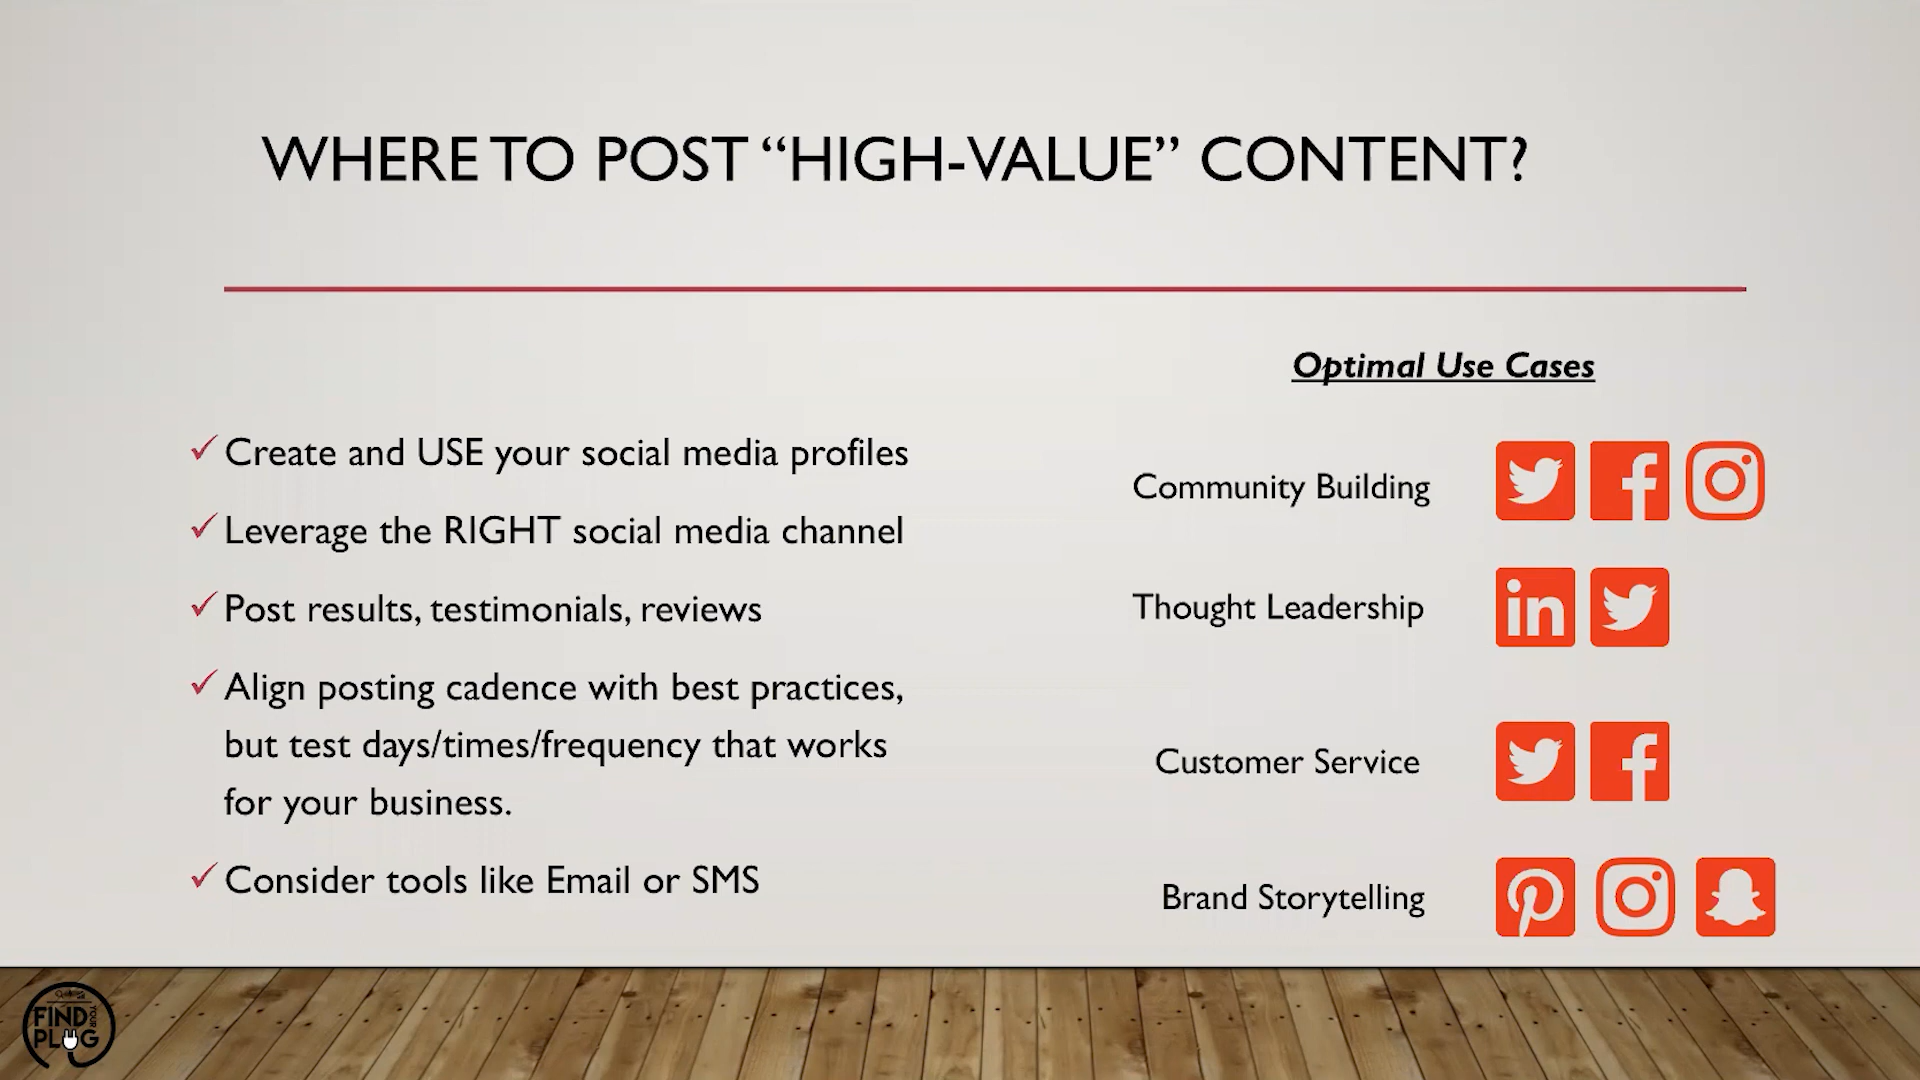 WHERE TO POST “HIGH-VALUE” CONTENT?
Create and USE your social media profiles
Leverage the RIGHT social media channel
Post results, testimonials, reviews
Align posting cadence with best practices,
but test days/times/frequency that works
for your business.
Consider tools like Email or SMS
Optimal Use Cases
Community Building
Thought Leadership
in
Customer Service
Brand Storytelling
FIND
YOUR
PLUG